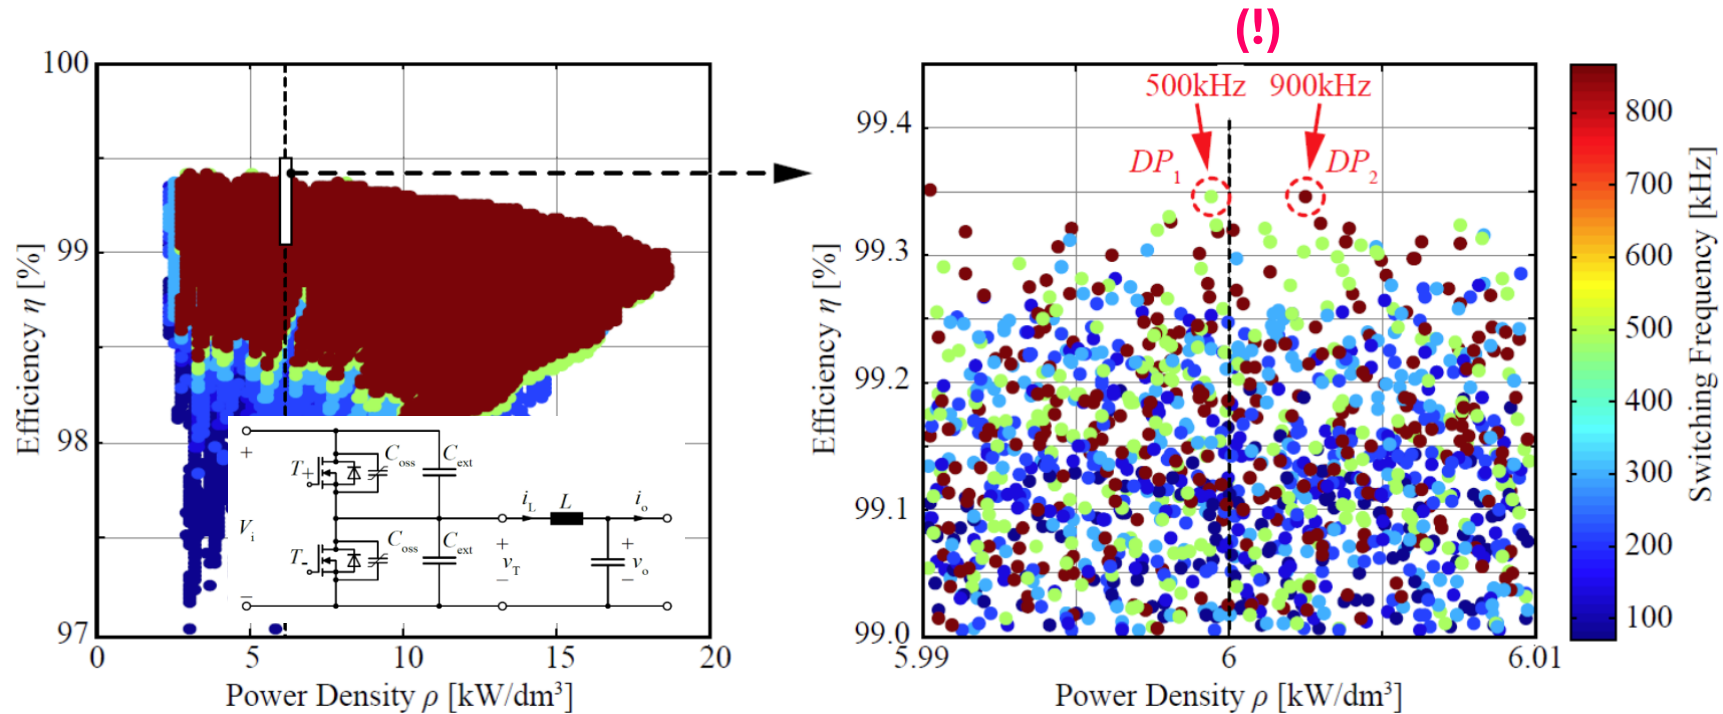 (!)
100
99
98
97
0
5
10
15
20
Efficiency η [%]
Power Density ρ [kW/dm³]
+
T+
Coss
Cext
Vi
iL
L
io
T-
Coss
Cext
+
vT
−
+
vo
−
−
500kHz 900kHz
DP1
DP2
99.4
99.3
99.2
99.1
99.0
5.99
6
6.01
Efficiency η [%]
Power Density ρ [kW/dm³]
800
700
600
500
400
300
200
100
Switching Frequency [kHz]